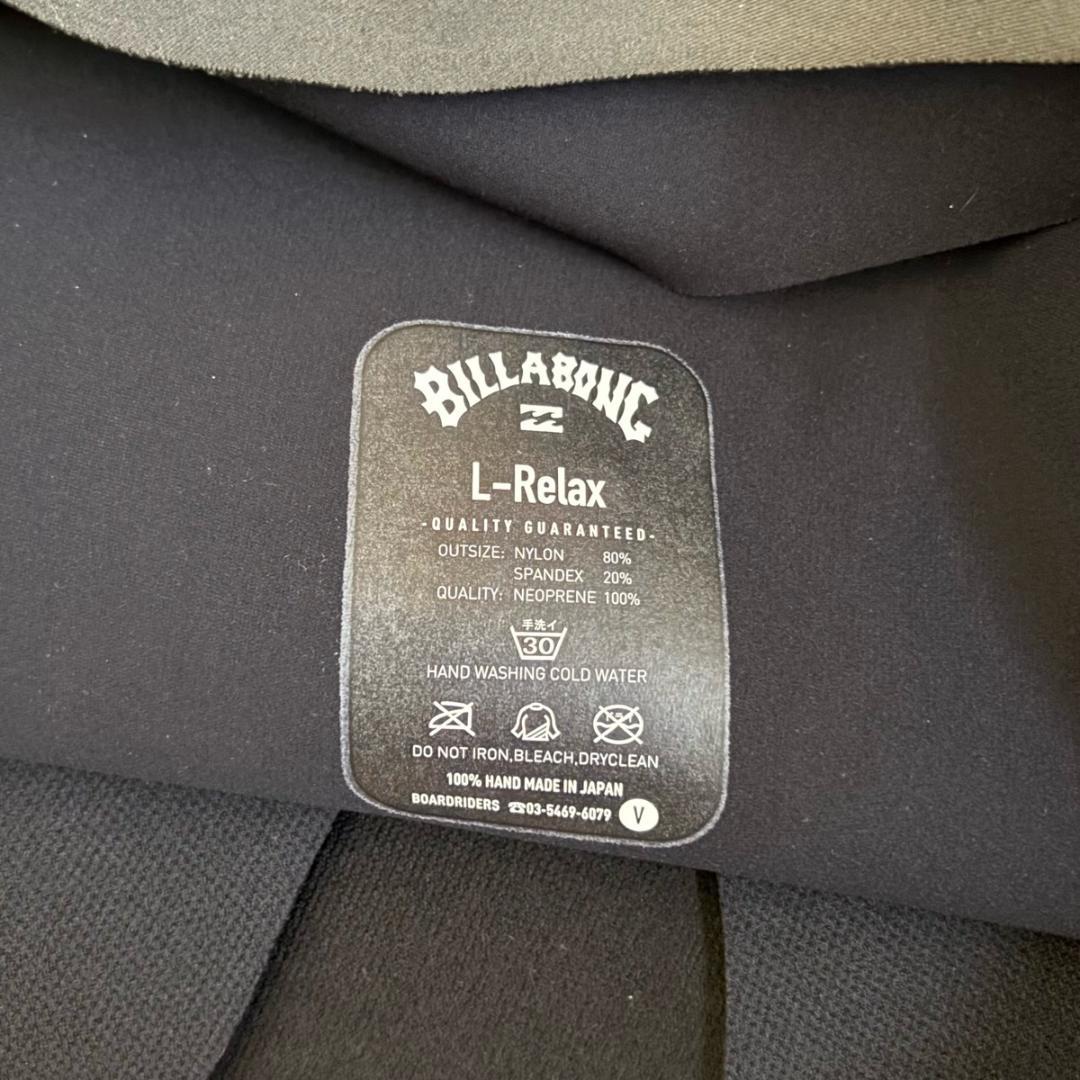 BILLABONG
L-Relax
-QUALITY GUARANTEED-
OUTSIZE: NYLON 80%
SPANDEX 20%
QUALITY: NEOPRENE 100%
手洗イ
30
HAND WASHING COLD WATER
DO NOT IRON,BLEACH,DRYCLEAN
100% HAND MADE IN JAPAN
BOARDRIDERS ☎03-5469-6079 V